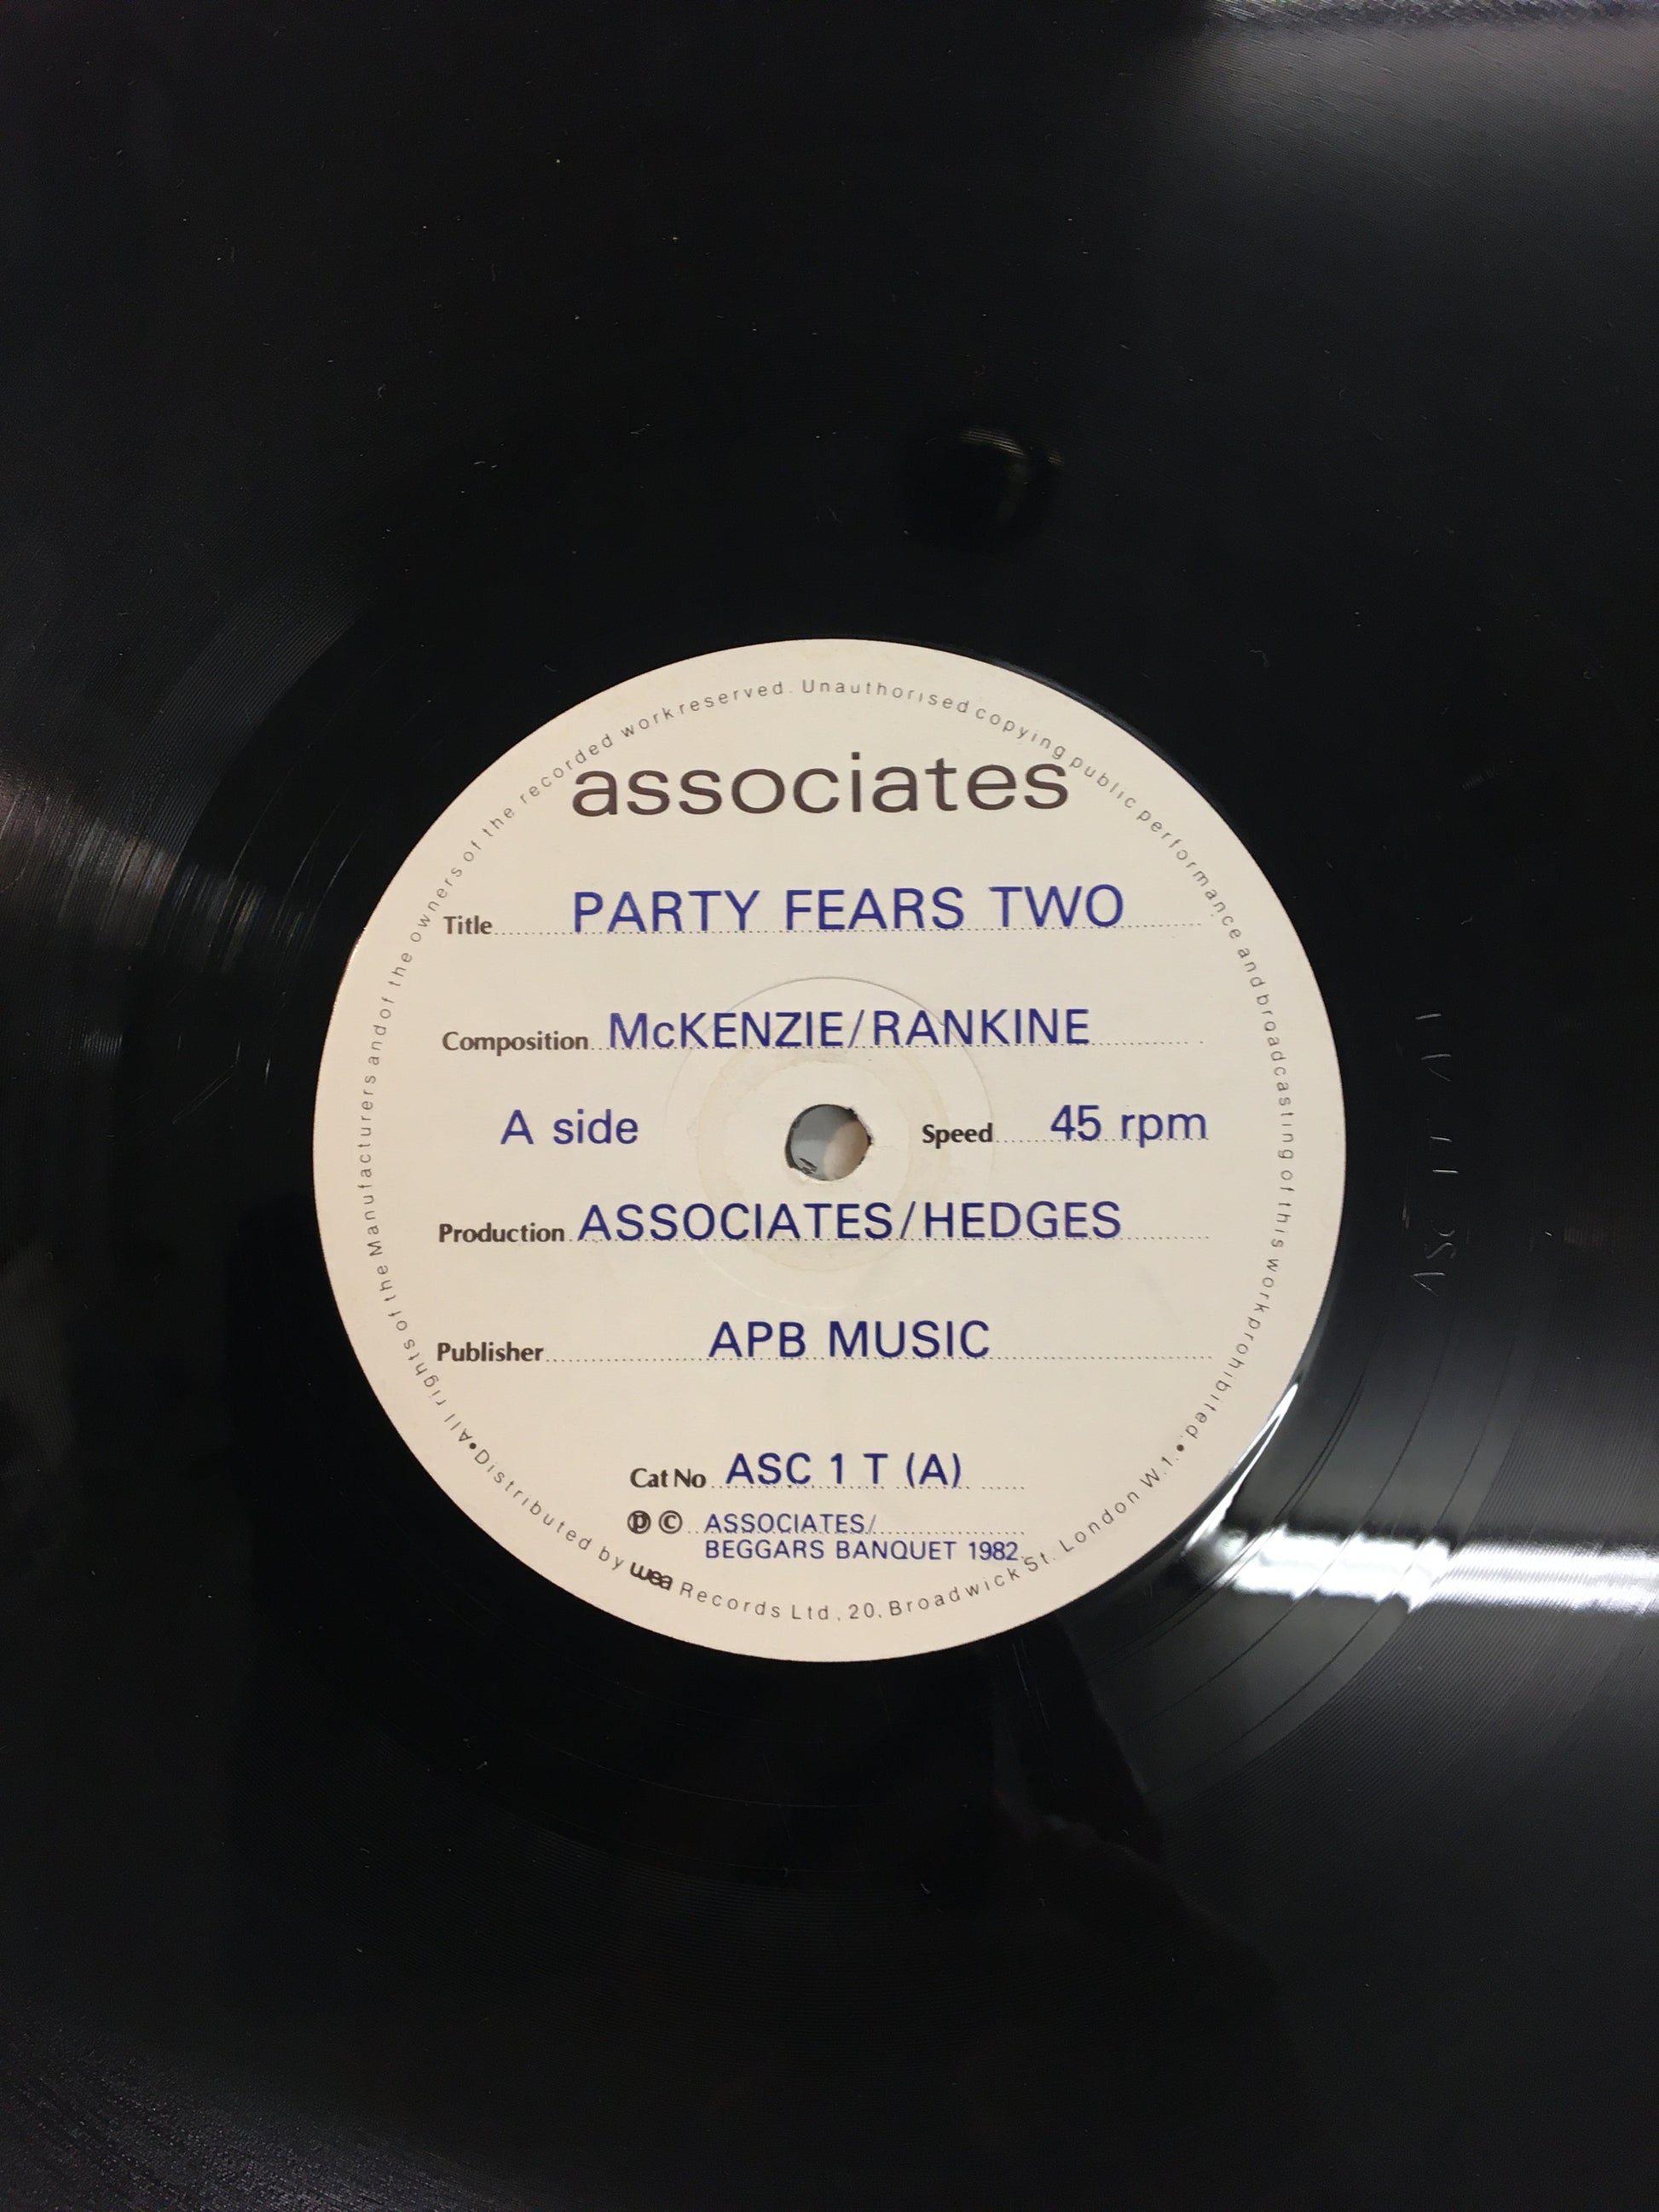 associates
Title PARTY FEARS TWO
Composition McKENZIE/RANKINE
A side Speed 45 rpm
Production ASSOCIATES/HEDGES
Publisher APB MUSIC
Cat No ASC 1 T (A)
Ⓟ © ASSOCIATES/
BEGGARS BANQUET 1982.
•All rights of the Manufacturers and of the owners of the recorded work reserved. Unauthorised copying public performance and broadcasting of this work prohibited.•
Distributed by wea Records Ltd, 20, Broadwick St. London W.1.
ASC 1T A1